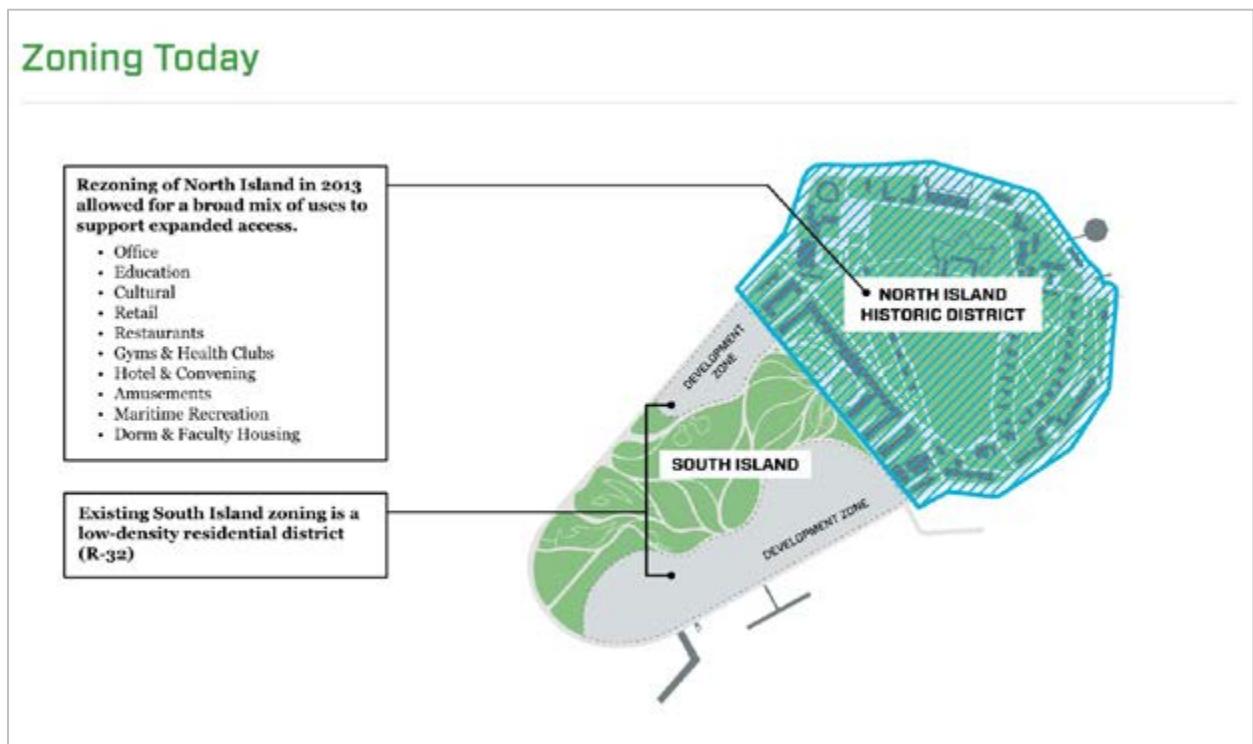 Zoning Today
Rezoning of North Island in 2013
allowed for a broad mix of uses to
support expanded access.
• Office
• Education
• Cultural
• Retail
• Restaurants
• Gyms & Health Clubs
• Hotel & Convening
• Amusements
• Maritime Recreation
• Dorm & Faculty Housing
Existing South Island zoning is a
low-density residential district
(R-32)
NORTH ISLAND
HISTORIC DISTRICT
DEVELOPMENT
ZONE
SOUTH ISLAND
DEVELOPMENT ZONE